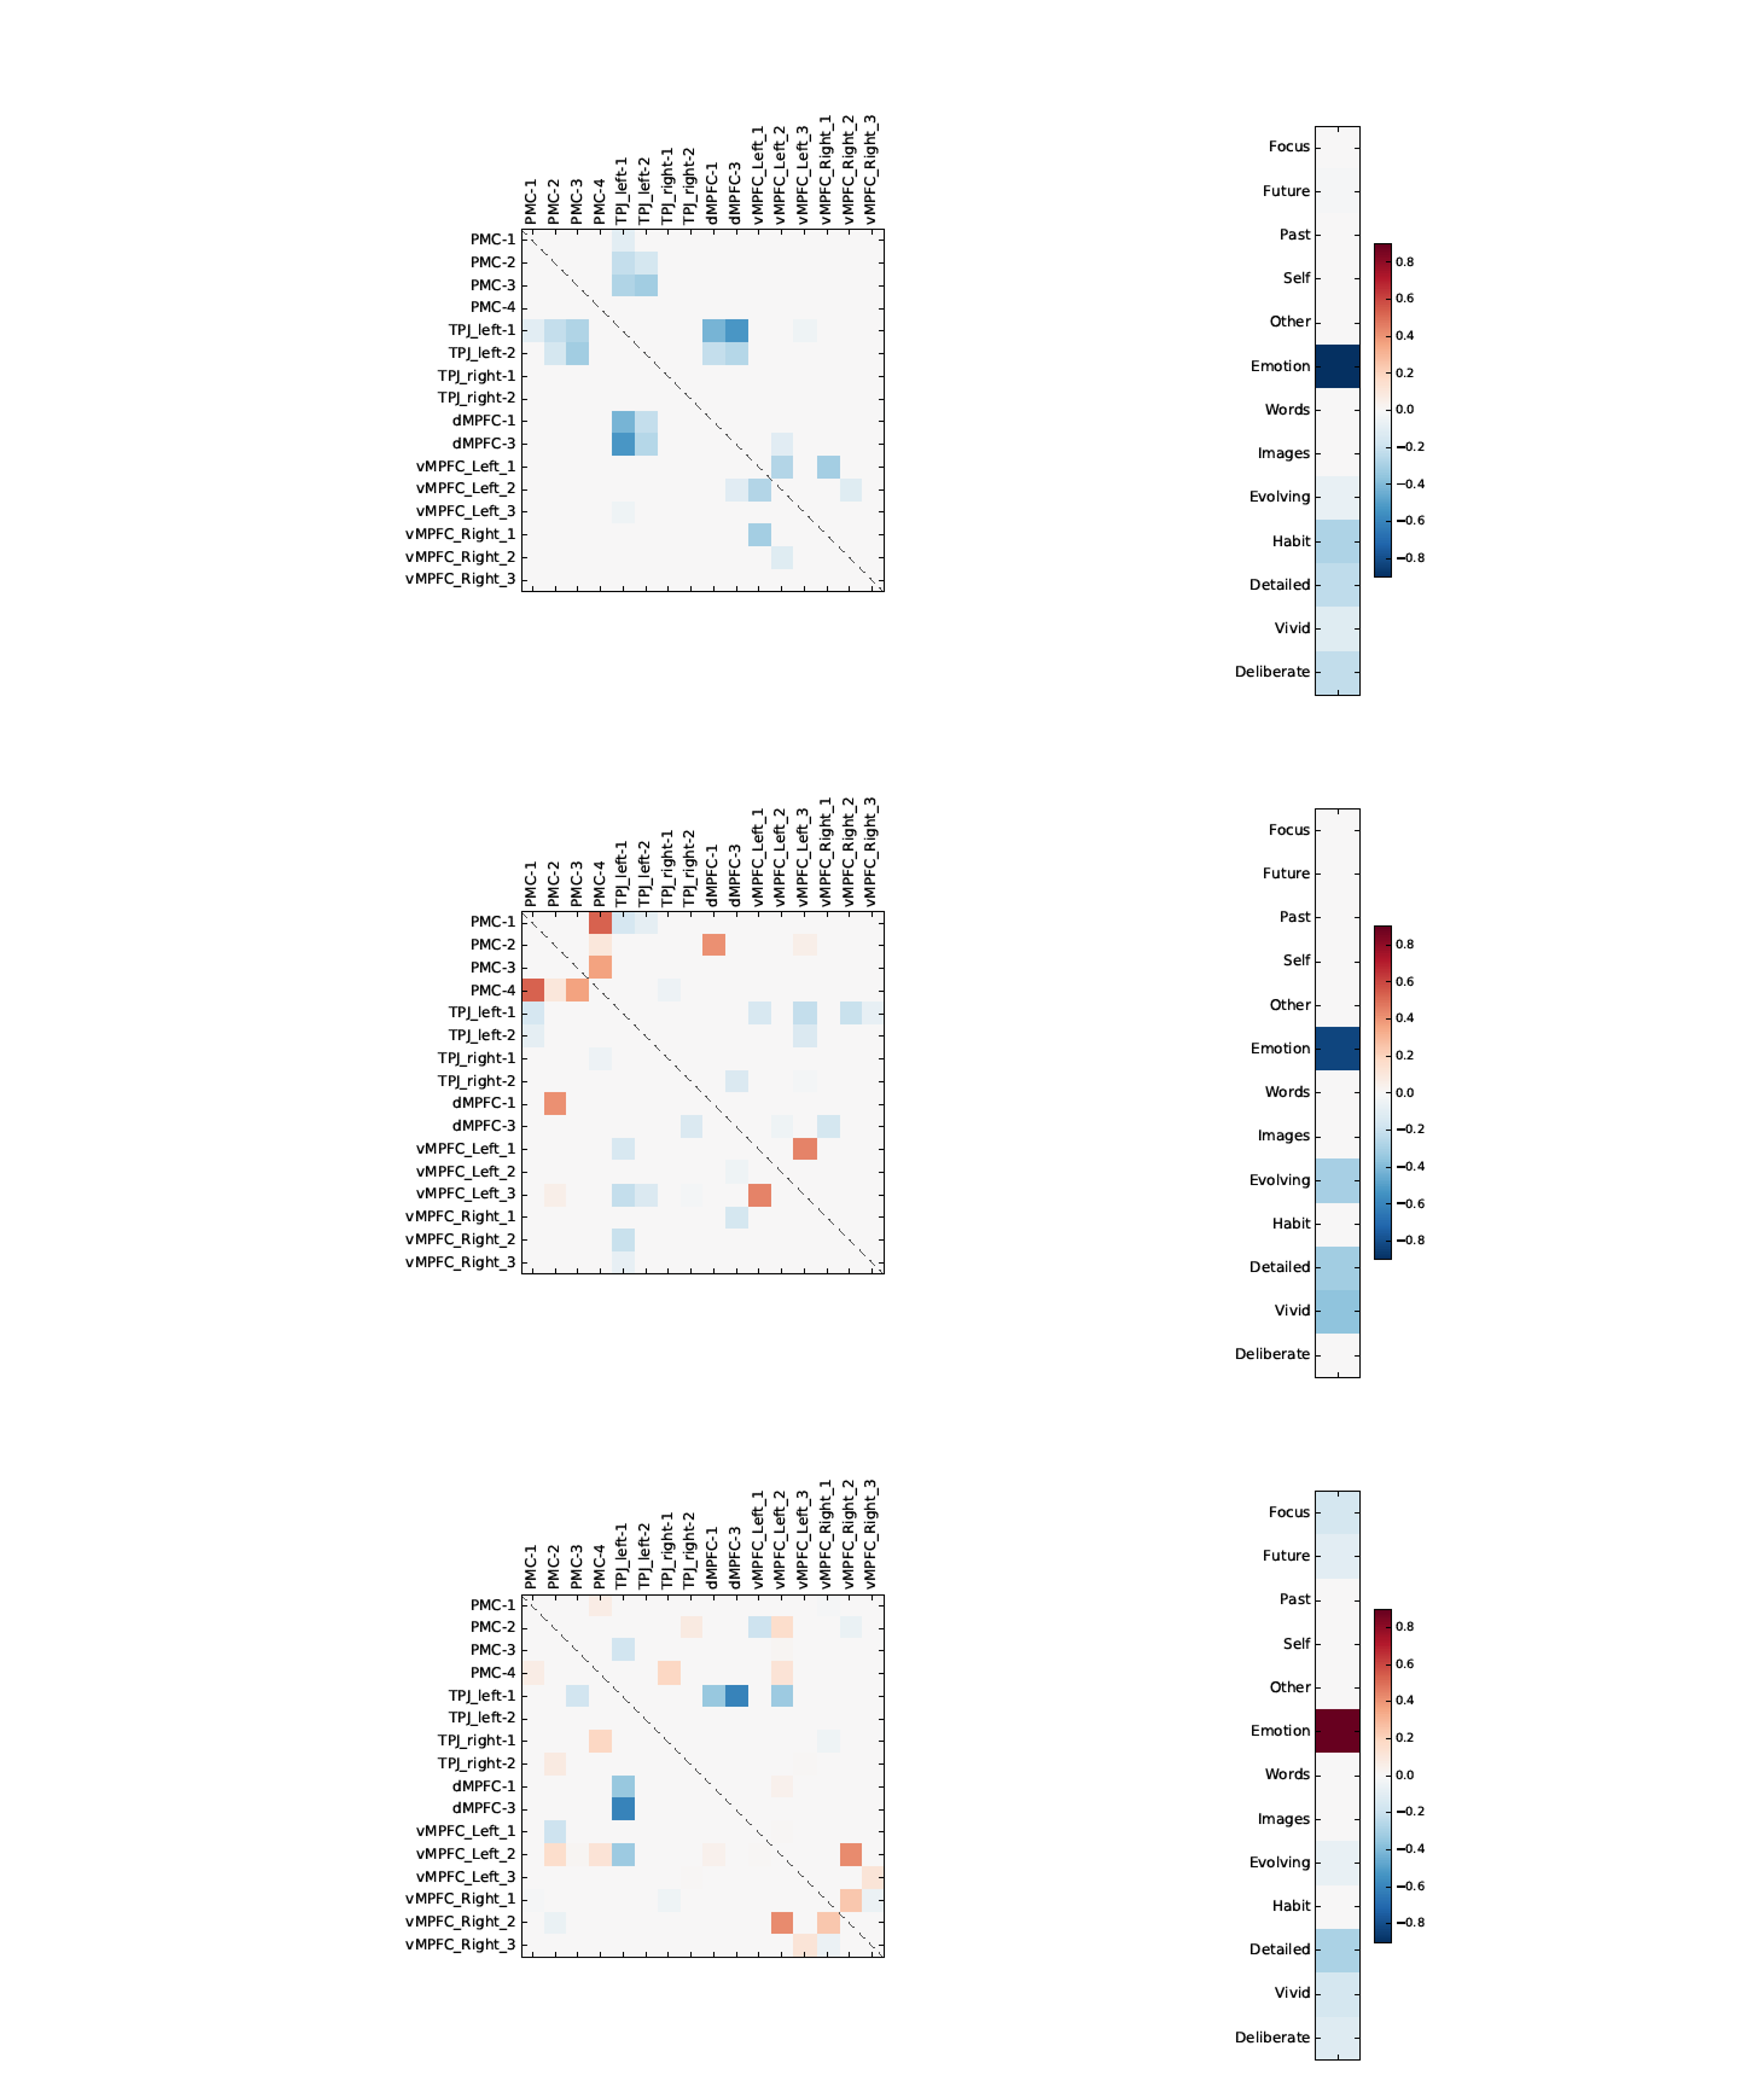 PMC-1
PMC-2
PMC-3
PMC-4
TPJ_left-1
TPJ_left-2
TPJ_right-1
TPJ_right-2
dMPFC-1
dMPFC-3
vMPFC_Left_1
vMPFC_Left_2
vMPFC_Left_3
vMPFC_Right_1
vMPFC_Right_2
vMPFC_Right_3
PMC-1
PMC-2
PMC-3
PMC-4
TPJ_left-1
TPJ_left-2
TPJ_right-1
TPJ_right-2
dMPFC-1
dMPFC-3
vMPFC_Left_1
vMPFC_Left_2
vMPFC_Left_3
vMPFC_Right_1
vMPFC_Right_2
vMPFC_Right_3
Focus
Future
Past
Self
Other
Emotion
Words
Images
Evolving
Habit
Detailed
Vivid
Deliberate
0.8
0.6
0.4
0.2
0.0
−0.2
−0.4
−0.6
−0.8
PMC-1
PMC-2
PMC-3
PMC-4
TPJ_left-1
TPJ_left-2
TPJ_right-1
TPJ_right-2
dMPFC-1
dMPFC-3
vMPFC_Left_1
vMPFC_Left_2
vMPFC_Left_3
vMPFC_Right_1
vMPFC_Right_2
vMPFC_Right_3
PMC-1
PMC-2
PMC-3
PMC-4
TPJ_left-1
TPJ_left-2
TPJ_right-1
TPJ_right-2
dMPFC-1
dMPFC-3
vMPFC_Left_1
vMPFC_Left_2
vMPFC_Left_3
vMPFC_Right_1
vMPFC_Right_2
vMPFC_Right_3
Focus
Future
Past
Self
Other
Emotion
Words
Images
Evolving
Habit
Detailed
Vivid
Deliberate
0.8
0.6
0.4
0.2
0.0
−0.2
−0.4
−0.6
−0.8
PMC-1
PMC-2
PMC-3
PMC-4
TPJ_left-1
TPJ_left-2
TPJ_right-1
TPJ_right-2
dMPFC-1
dMPFC-3
vMPFC_Left_1
vMPFC_Left_2
vMPFC_Left_3
vMPFC_Right_1
vMPFC_Right_2
vMPFC_Right_3
PMC-1
PMC-2
PMC-3
PMC-4
TPJ_left-1
TPJ_left-2
TPJ_right-1
TPJ_right-2
dMPFC-1
dMPFC-3
vMPFC_Left_1
vMPFC_Left_2
vMPFC_Left_3
vMPFC_Right_1
vMPFC_Right_2
vMPFC_Right_3
Focus
Future
Past
Self
Other
Emotion
Words
Images
Evolving
Habit
Detailed
Vivid
Deliberate
0.8
0.6
0.4
0.2
0.0
−0.2
−0.4
−0.6
−0.8